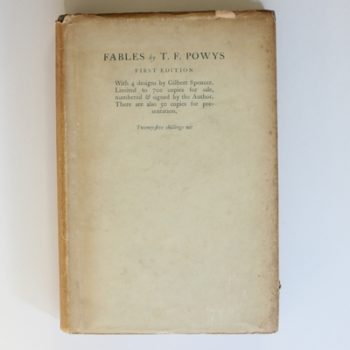 FABLES by T. F. POWYS
FIRST EDITION
With 4 designs by Gilbert Spencer.
Limited to 700 copies for sale,
numbered & signed by the Author.
There are also 50 copies for pre-
sentation.
Twenty-five shillings net